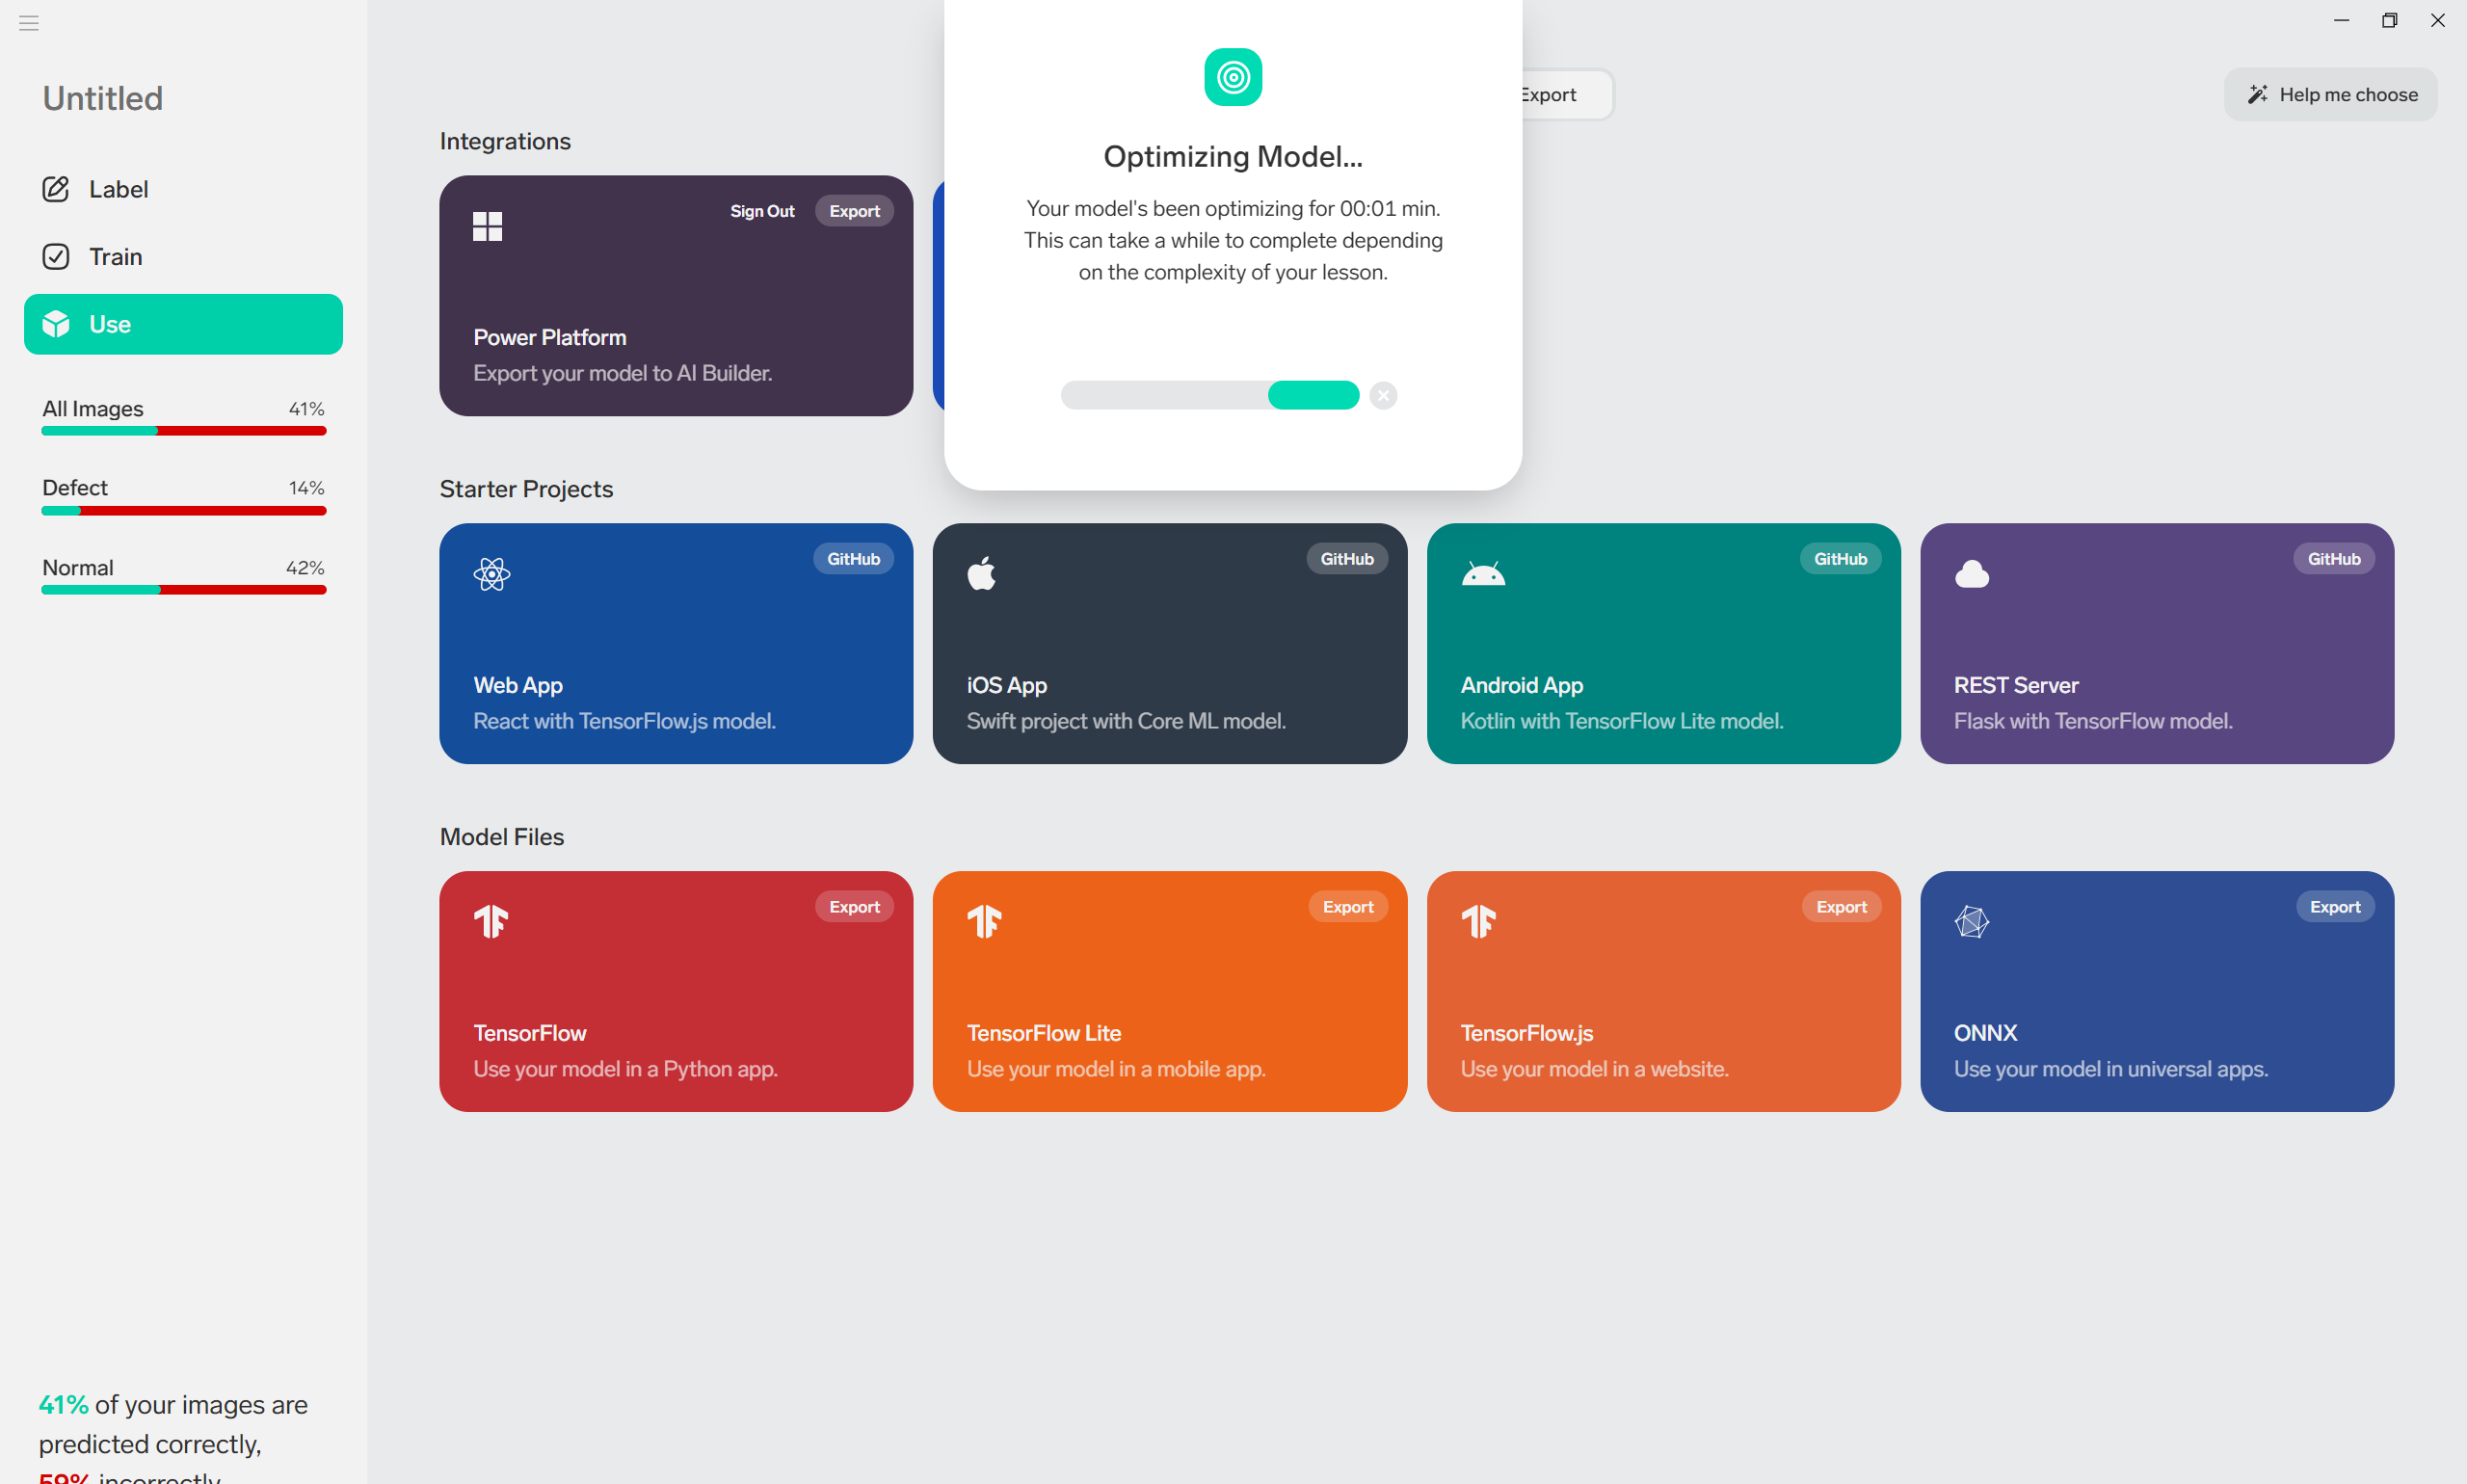 Untitled
Label
Train
Use
All Images 41%
Defect 14%
Normal 42%
41% of your images are
predicted correctly,
59% incorrectly
Optimizing Model...
Your model's been optimizing for 00:01 min.
This can take a while to complete depending
on the complexity of your lesson.
Export
Help me choose
Integrations
Sign Out Export
Power Platform
Export your model to AI Builder.
Starter Projects
GitHub
Web App
React with TensorFlow.js model.
GitHub
iOS App
Swift project with Core ML model.
GitHub
Android App
Kotlin with TensorFlow Lite model.
GitHub
REST Server
Flask with TensorFlow model.
Model Files
Export
TensorFlow
Use your model in a Python app.
Export
TensorFlow Lite
Use your model in a mobile app.
Export
TensorFlow.js
Use your model in a website.
Export
ONNX
Use your model in universal apps.